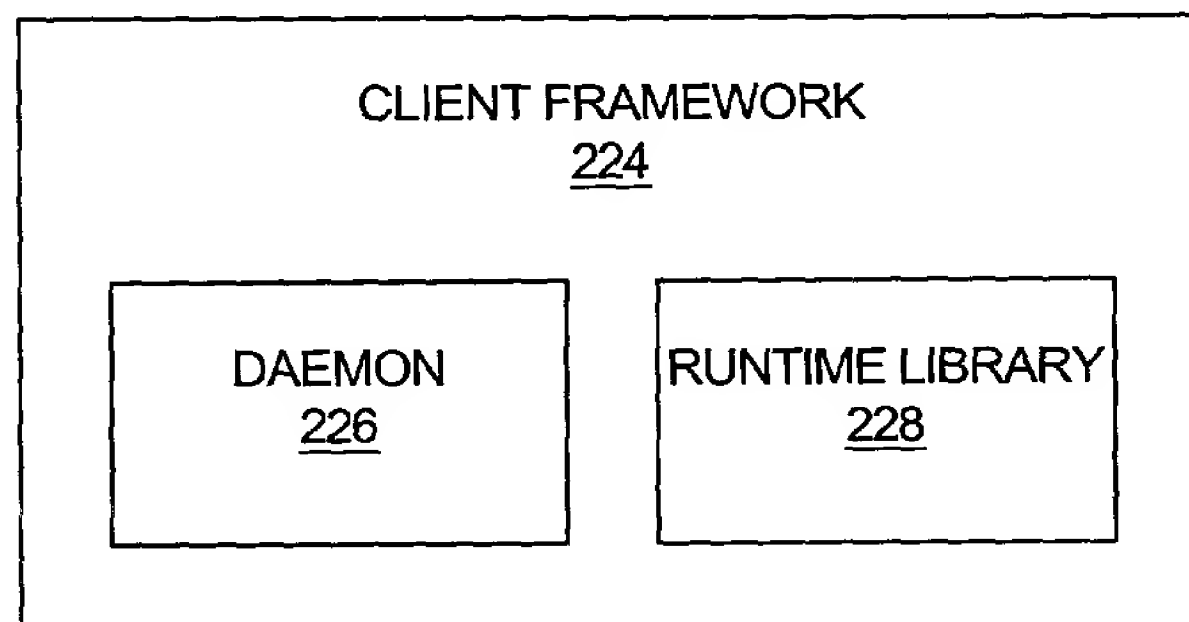 CLIENT FRAMEWORK
224
DAEMON
226
RUNTIME LIBRARY
228